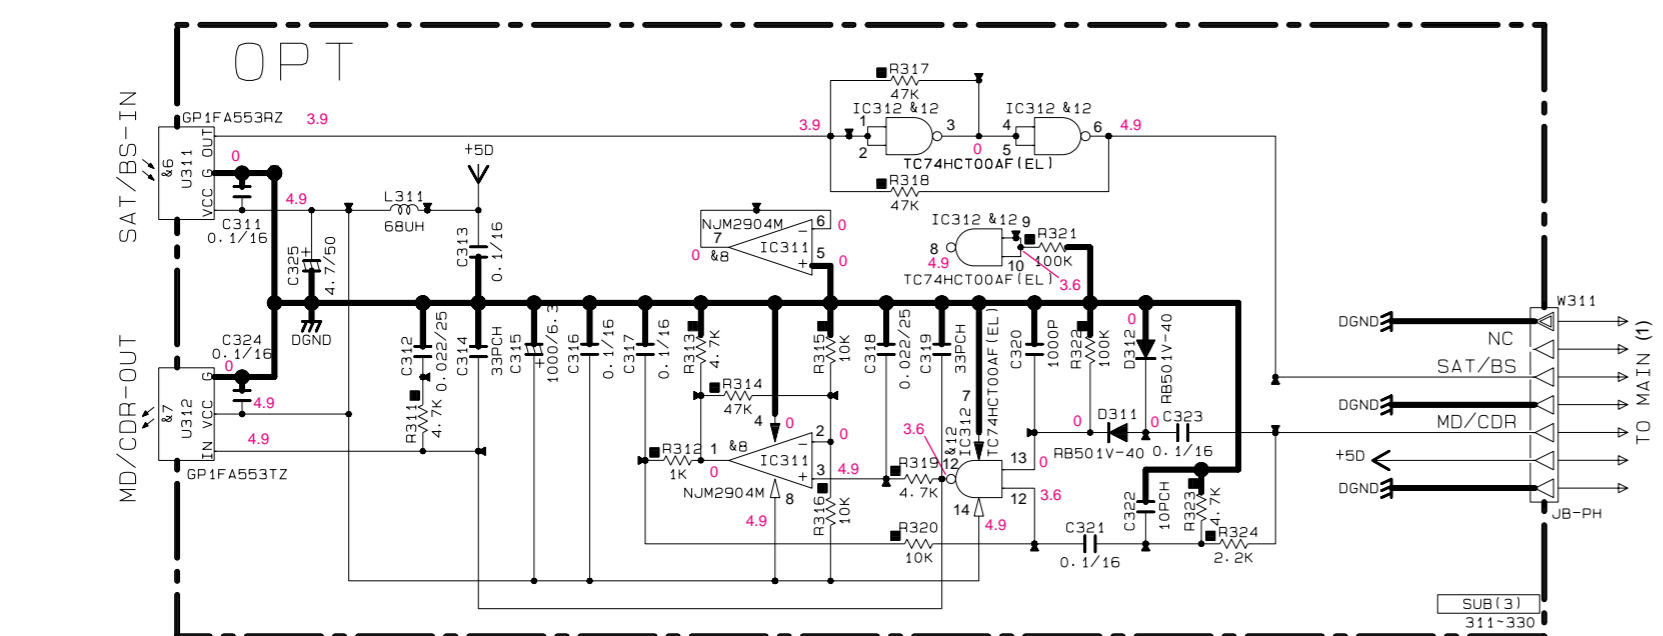 OPT
SAT/BS-IN
GP1FA553RZ
3.9
&6
U311
OUT
G
VCC
0
4.9
C311
0.1/16
C325
+
4.7/50
L311
68UH
+5D
C313
0.1/16
DGND
3.9
R317
47K
IC312 &12
1
2
3
0
TC74HCT00AF(EL)
IC312 &12
4
5
6
4.9
R318
47K
NJM2904M
7
&8
IC311
6
5
-
+
0
0
0
IC312 &12
9
8
4.9
10
TC74HCT00AF(EL)
R321
100K
3.6
MD/CDR-OUT
C324
0.1/16
0
G
VCC
IN
&7
U312
4.9
4.9
GP1FA553TZ
C312
0.022/25
R311
4.7K
C314
33PCH
C315
+
1000/6.3
C316
0.1/16
C317
0.1/16
R313
4.7K
R314
47K
R312
1K
1
0
&8
IC311
4
0
2
0
-
+
3
4.9
NJM2904M
8
4.9
R315
10K
R316
10K
C318
0.022/25
C319
33PCH
7
IC312
&12
TC74HCT00AF(EL)
3.6
R319
4.7K
12
13
0
12
3.6
14
4.9
R320
10K
C320
1000P
R322
100K
0
D312
RB501V-40
0
D311
0
RB501V-40
C323
0.1/16
C322
10PCH
R323
4.7K
C321
0.1/16
R324
2.2K
W311
DGND
NC
SAT/BS
DGND
MD/CDR
+5D
DGND
JB-PH
TO MAIN (1)
SUB(3)
311~330